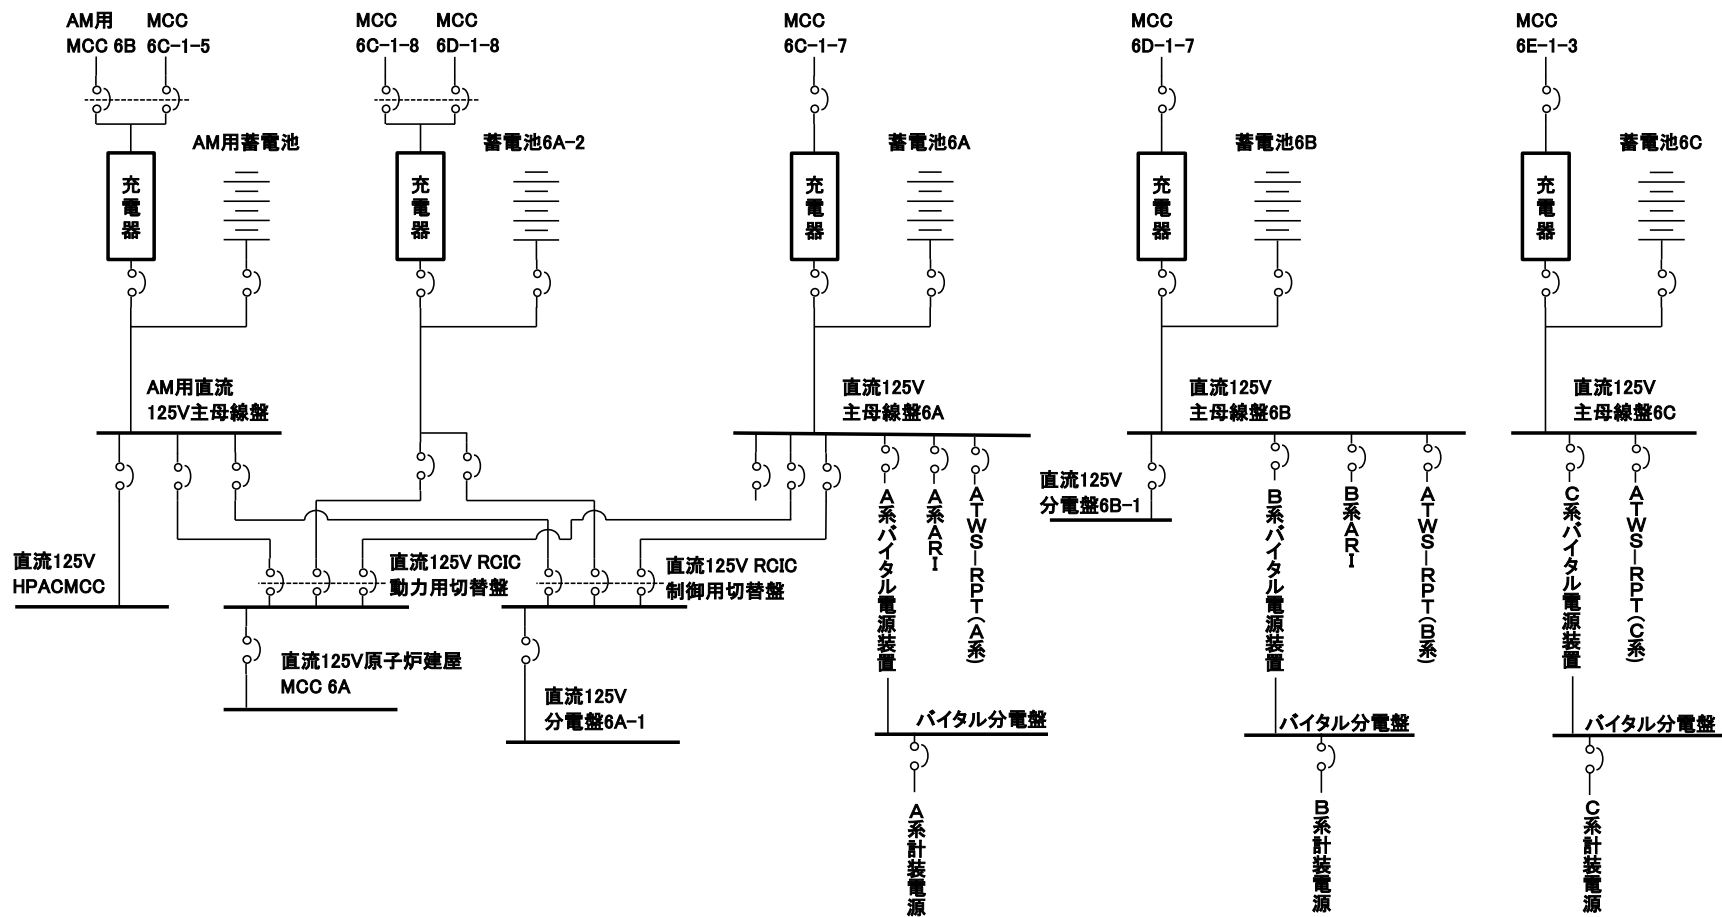 AM用
MCC 6B
MCC
6C-1-5
MCC
6C-1-8
MCC
6D-1-8
MCC
6C-1-7
MCC
6D-1-7
MCC
6E-1-3
AM用蓄電池
蓄電池6A-2
蓄電池6A
蓄電池6B
蓄電池6C
充電器
充電器
充電器
充電器
充電器
AM用直流
125V主母線盤
直流125V
主母線盤6A
直流125V
主母線盤6B
直流125V
主母線盤6C
直流125V
分電盤6B-1
A系バイタル電源装置
A系ARI
ATWS-RPT(A系)
B系バイタル電源装置
B系ARI
ATWS-RPT(B系)
C系バイタル電源装置
ATWS-RPT(C系)
直流125V
HPACMCC
直流125V RCIC
動力用切替盤
直流125V RCIC
制御用切替盤
直流125V原子炉建屋
MCC 6A
直流125V
分電盤6A-1
バイタル分電盤
バイタル分電盤
バイタル分電盤
A系計装電源
B系計装電源
C系計装電源